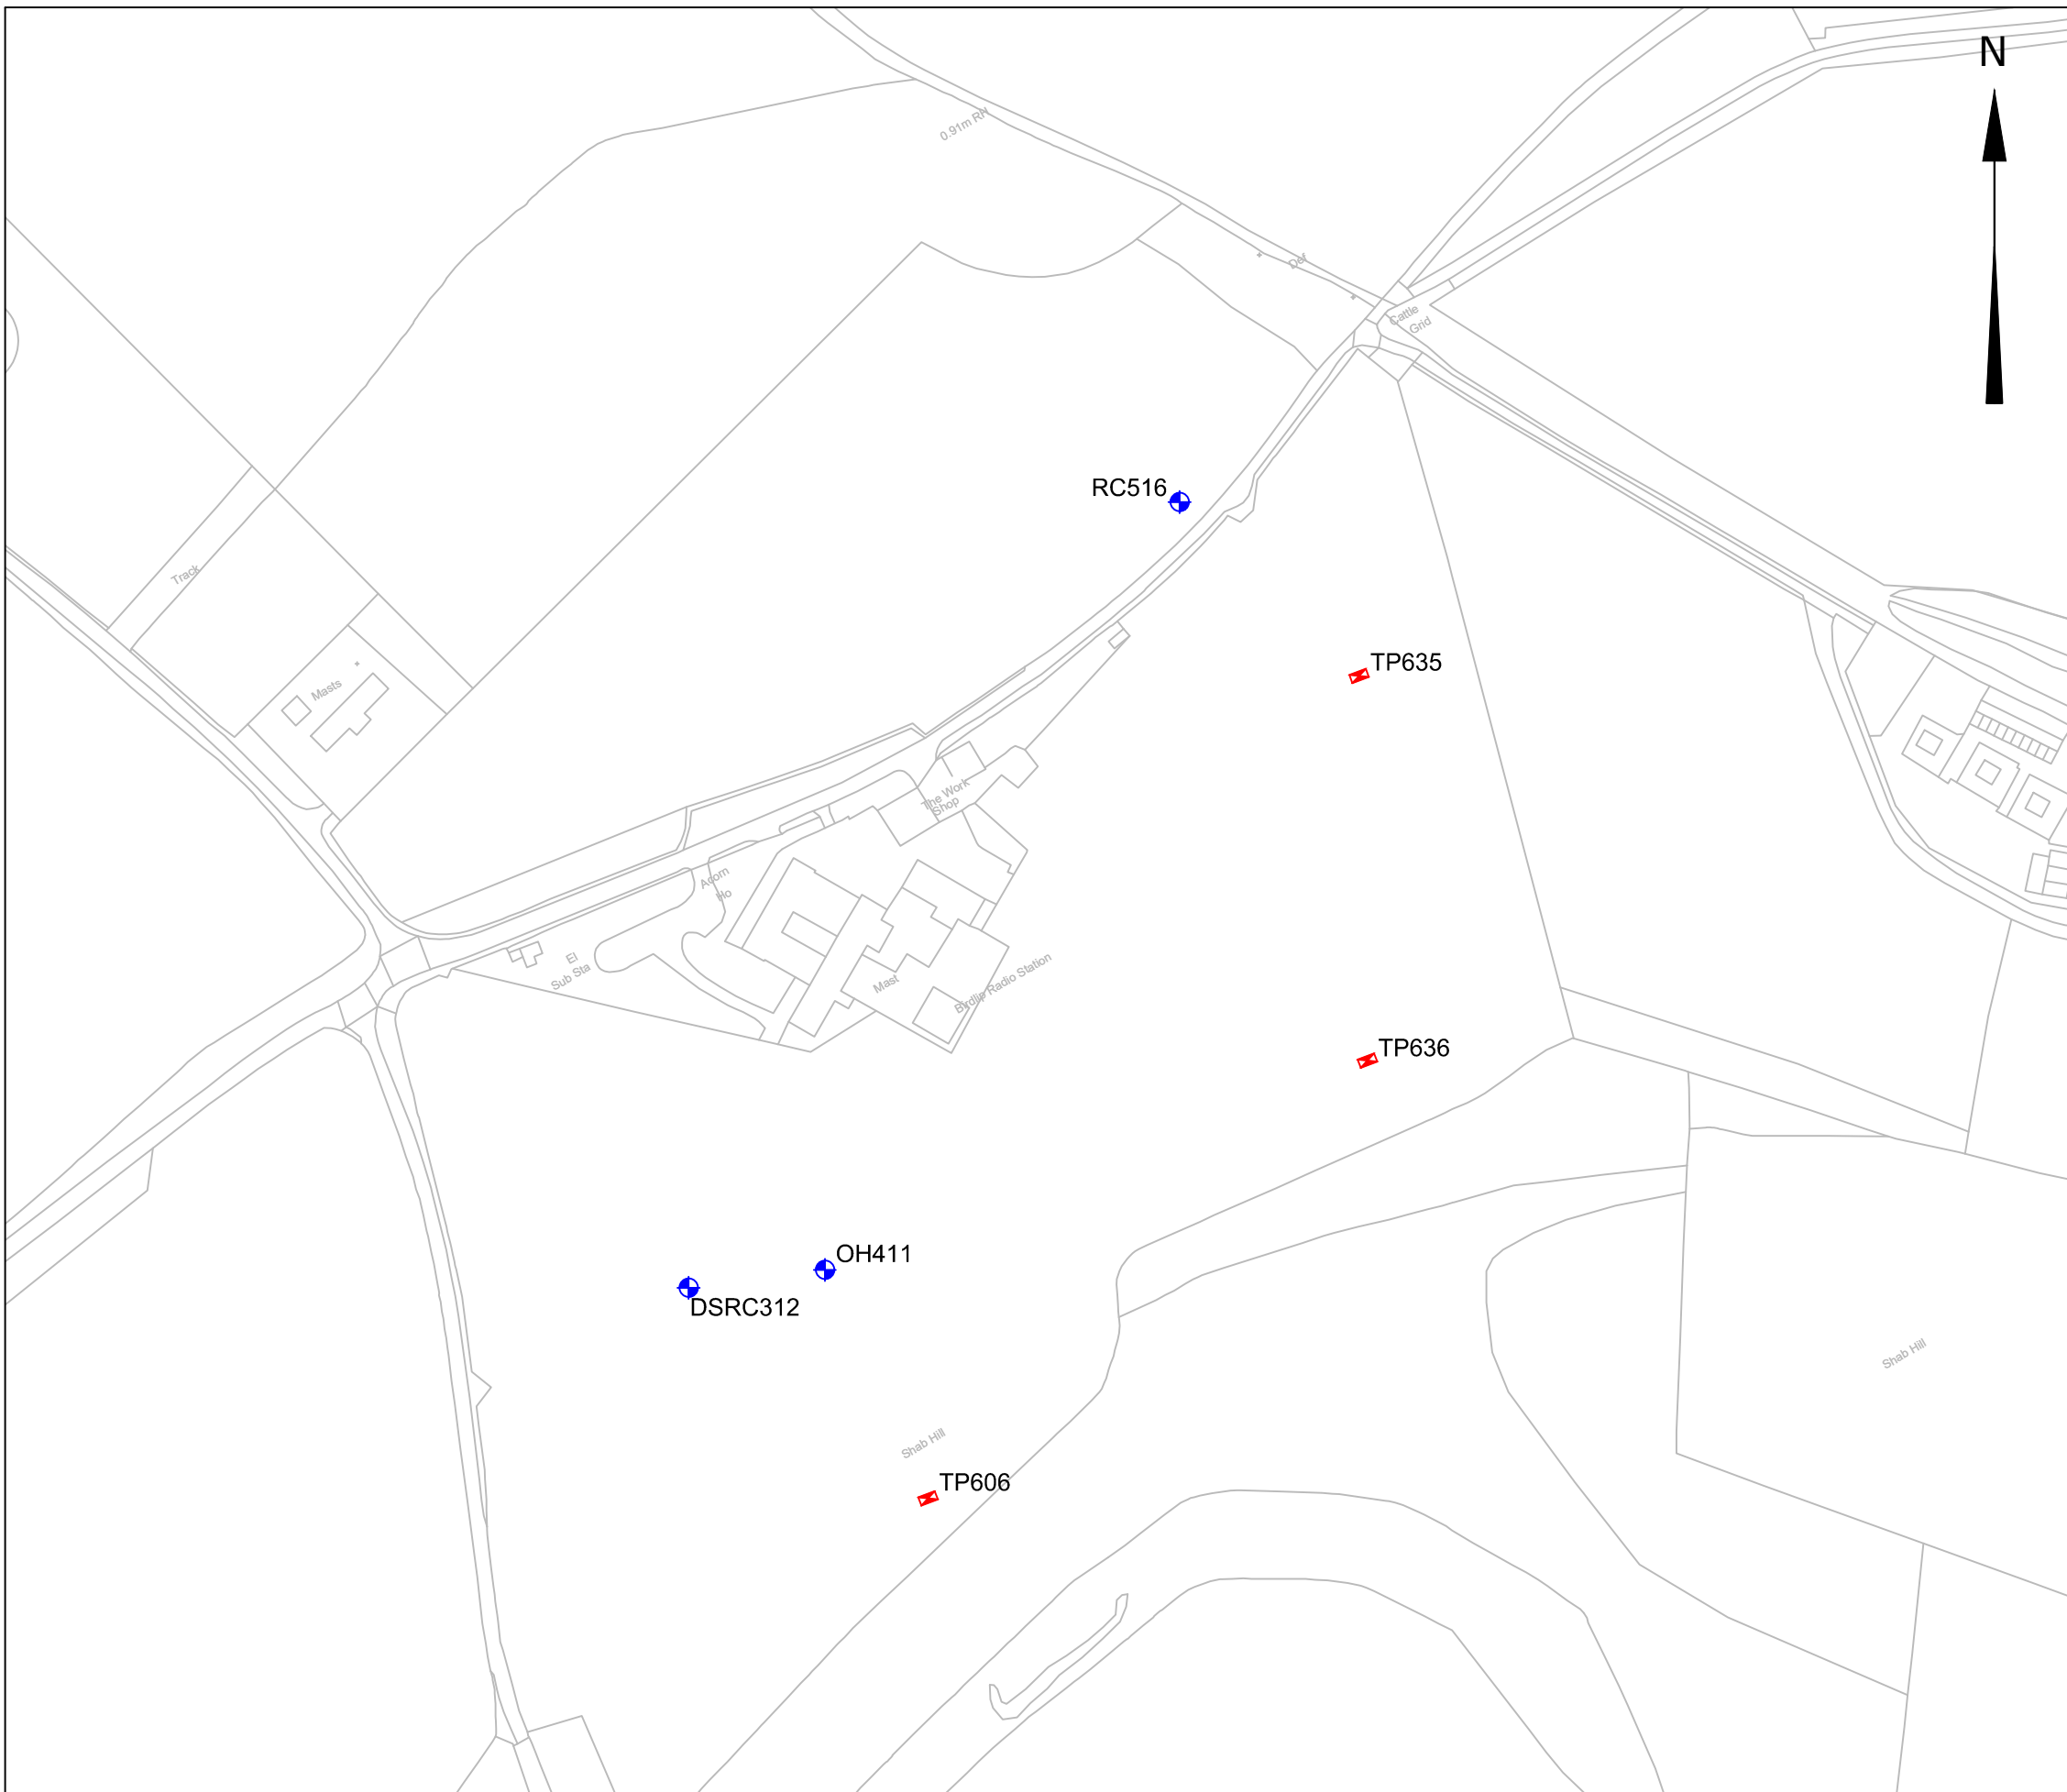 N
0.91m RH
Def
Cattle
Grid
RC516
Track
TP635
Masts
The Work
Shop
Acorn
Ho
El
Sub Sta
Mast
Birdlip Radio Station
TP636
OH411
DSRC312
Shab Hill
Shab Hill
TP606